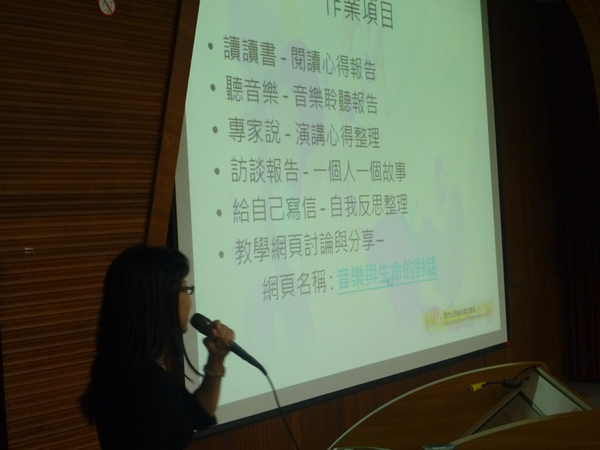 作業項目
• 讀讀書 - 閱讀心得報告
• 聽音樂 - 音樂聆聽報告
• 專家說 - 演講心得整理
• 訪談報告 - 一個人一個故事
• 給自己寫信 - 自我反思整理
• 教學網頁討論與分享—
網頁名稱 : 音樂與生命的對話